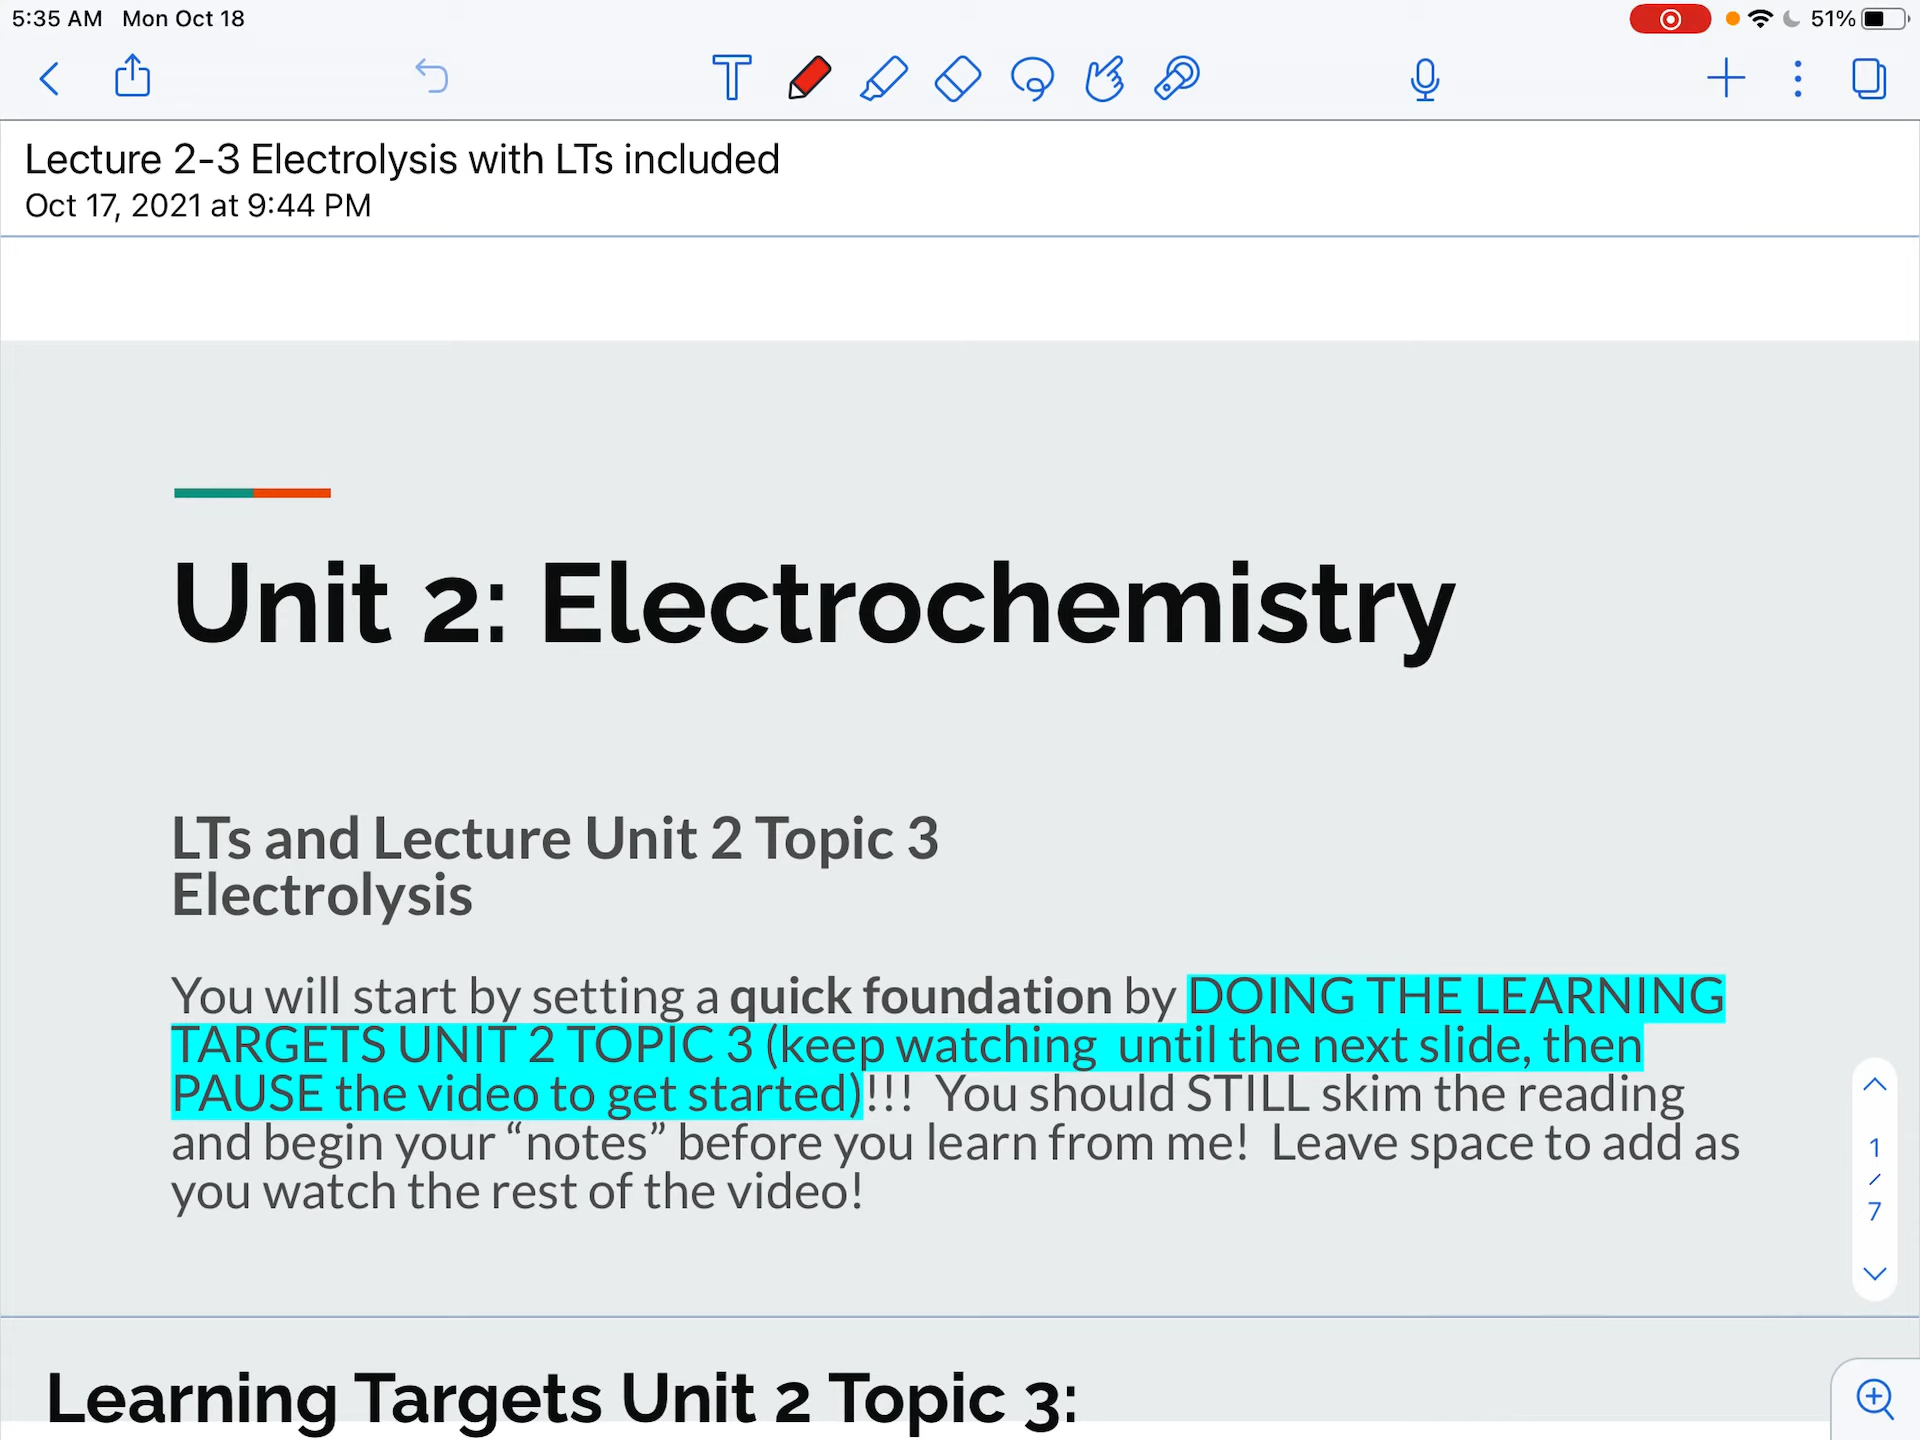 5:35 AM Mon Oct 18
51%
Lecture 2-3 Electrolysis with LTs included
Oct 17, 2021 at 9:44 PM
Unit 2: Electrochemistry
LTs and Lecture Unit 2 Topic 3
Electrolysis
You will start by setting a quick foundation by DOING THE LEARNING
TARGETS UNIT 2 TOPIC 3 (keep watching until the next slide, then
PAUSE the video to get started)!!! You should STILL skim the reading
and begin your “notes” before you learn from me! Leave space to add as
you watch the rest of the video!
1
/
7
Learning Targets Unit 2 Topic 3: